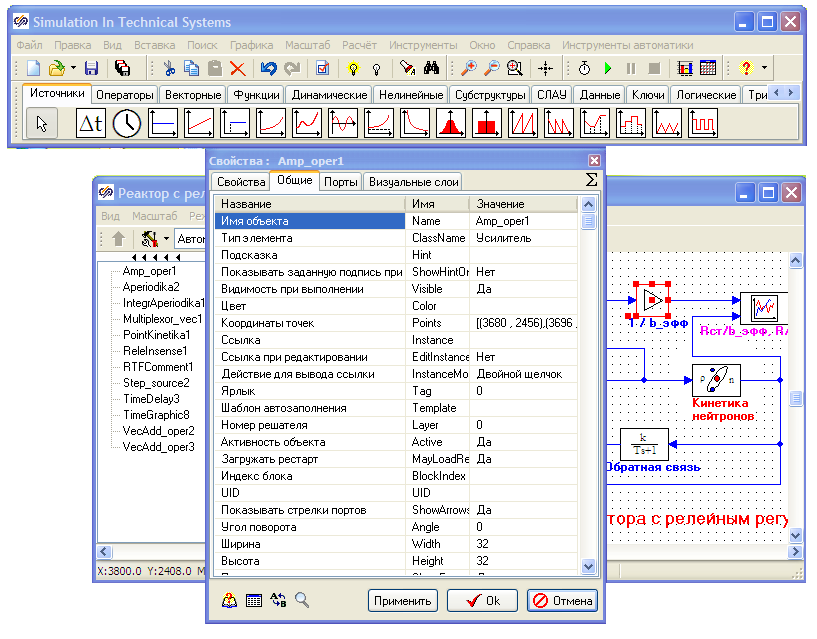 Simulation In Technical Systems
Файл Правка Вид Вставка Поиск Графика Масштаб Расчёт Инструменты Окно Справка Инструменты автоматики
Источники Операторы Векторные Функции Динамические Нелинейные Субструктуры СЛАУ Данные Ключи Логические Три
Δt
Свойства : Amp_oper1
Свойства Общие Порты Визуальные слои Σ
Название Имя Значение
Имя объекта Name Amp_oper1
Тип элемента ClassName Усилитель
Подсказка Hint
Показывать заданную подпись при ShowHintOn Нет
Видимость при выполнении Visible Да
Цвет Color
Координаты точек Points [(3680 , 2456),(3696 ,
Ссылка Instance
Ссылка при редактировании EditInstance Нет
Действие для вывода ссылки InstanceMo Двойной щелчок
Ярлык Tag 0
Шаблон автозаполнения Template
Номер решателя Layer 0
Активность объекта Active Да
Загружать рестарт MayLoadRe Да
Индекс блока BlockIndex
UID UID
Показывать стрелки портов ShowArrows Да
Угол поворота Angle 0
Ширина Width 32
Высота Height 32
Применить Ok Отмена
Реактор с рел
Вид Масштаб Реж
Автом
Amp_oper1
Aperiodika2
IntegrAperiodika1
Multiplexor_vec1
PointKinetika1
ReleInsense1
RTFComment1
Step_source2
TimeDelay3
TimeGraphic8
VecAdd_oper2
VecAdd_oper3
X:3800.0 Y:2408.0 М
1 / b_эфф
Rст/b_эфф, R/
ρ n
Кинетика
нейтронов
k
Ts+1
Обратная связь
тора с релейным регу